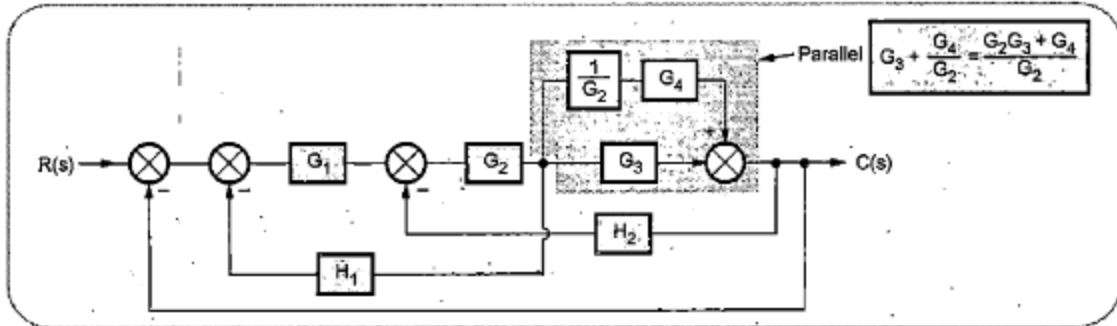 Parallel
G3 + G4/G2 = G2G3 + G4/G2
1/G2
G4
+
R(s)
G1
G2
G3
C(s)
−
−
−
H2
H1